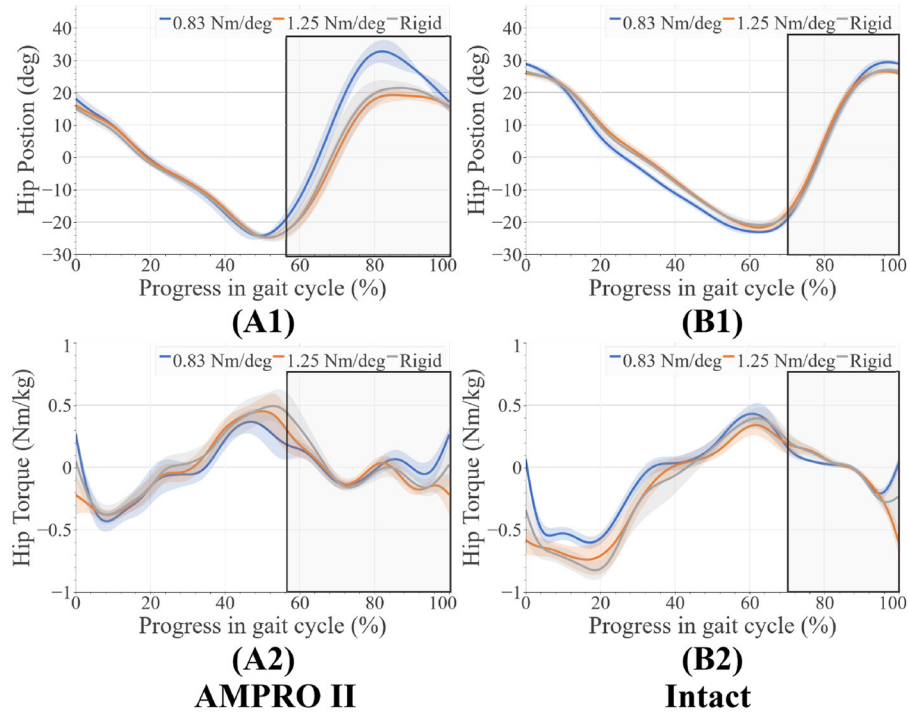 0.83 Nm/deg 1.25 Nm/deg Rigid
Hip Postion (deg)
40
30
20
10
0
−10
−20
−30
0 20 40 60 80 100
Progress in gait cycle (%)
(A1)
0.83 Nm/deg 1.25 Nm/deg Rigid
Hip Postion (deg)
40
30
20
10
0
−10
−20
−30
0 20 40 60 80 100
Progress in gait cycle (%)
(B1)
0.83 Nm/deg 1.25 Nm/deg Rigid
Hip Torque (Nm/kg)
1
0.5
0
−0.5
−1
0 20 40 60 80 100
Progress in gait cycle (%)
(A2)
AMPRO II
0.83 Nm/deg 1.25 Nm/deg Rigid
Hip Torque (Nm/kg)
1
0.5
0
−0.5
−1
0 20 40 60 80 100
Progress in gait cycle (%)
(B2)
Intact